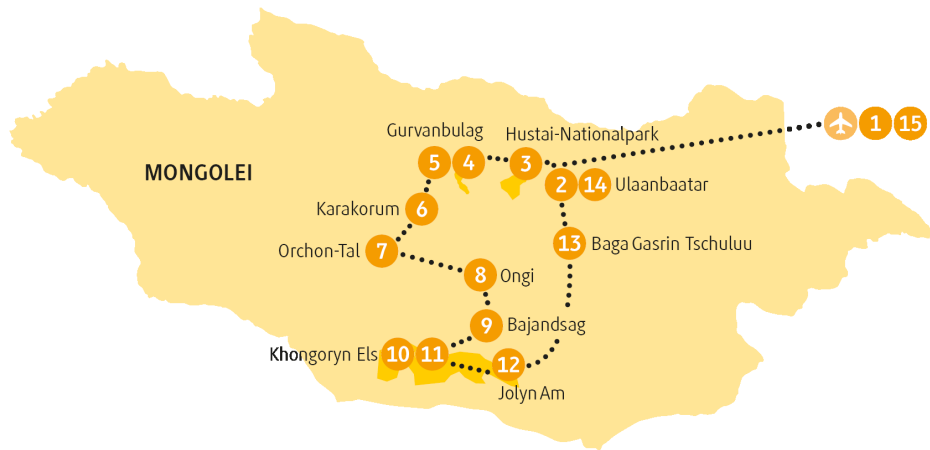 Gurvanbulag
Hustai-Nationalpark
1 15
5 4 3
MONGOLEI
2 14 Ulaanbaatar
Karakorum 6
13 Baga Gasrin Tschuluu
Orchon-Tal 7
8 Ongi
9 Bajandsag
Khongoryn Els 10 11
12
Jolyn Am